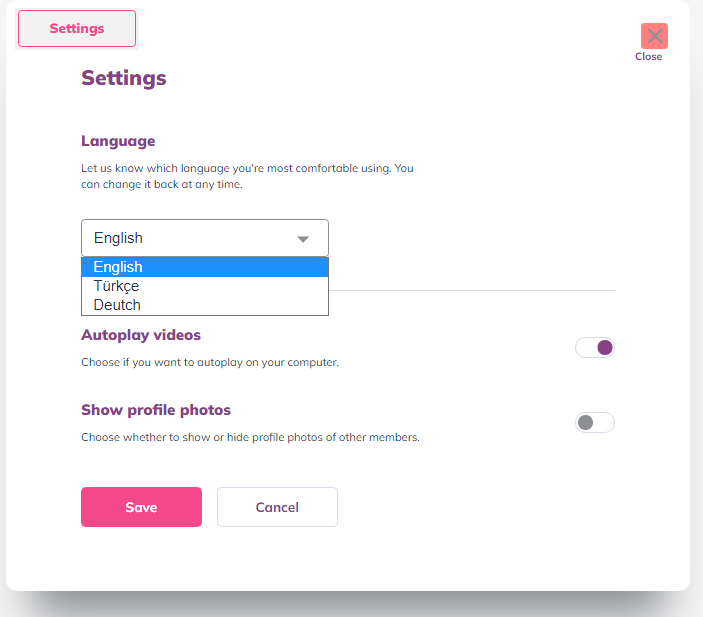 Settings
Close
Settings
Language
Let us know which language you're most comfortable using. You
can change it back at any time.
English
English
Türkçe
Deutch
Autoplay videos
Choose if you want to autoplay on your computer.
Show profile photos
Choose whether to show or hide profile photos of other members.
Save
Cancel